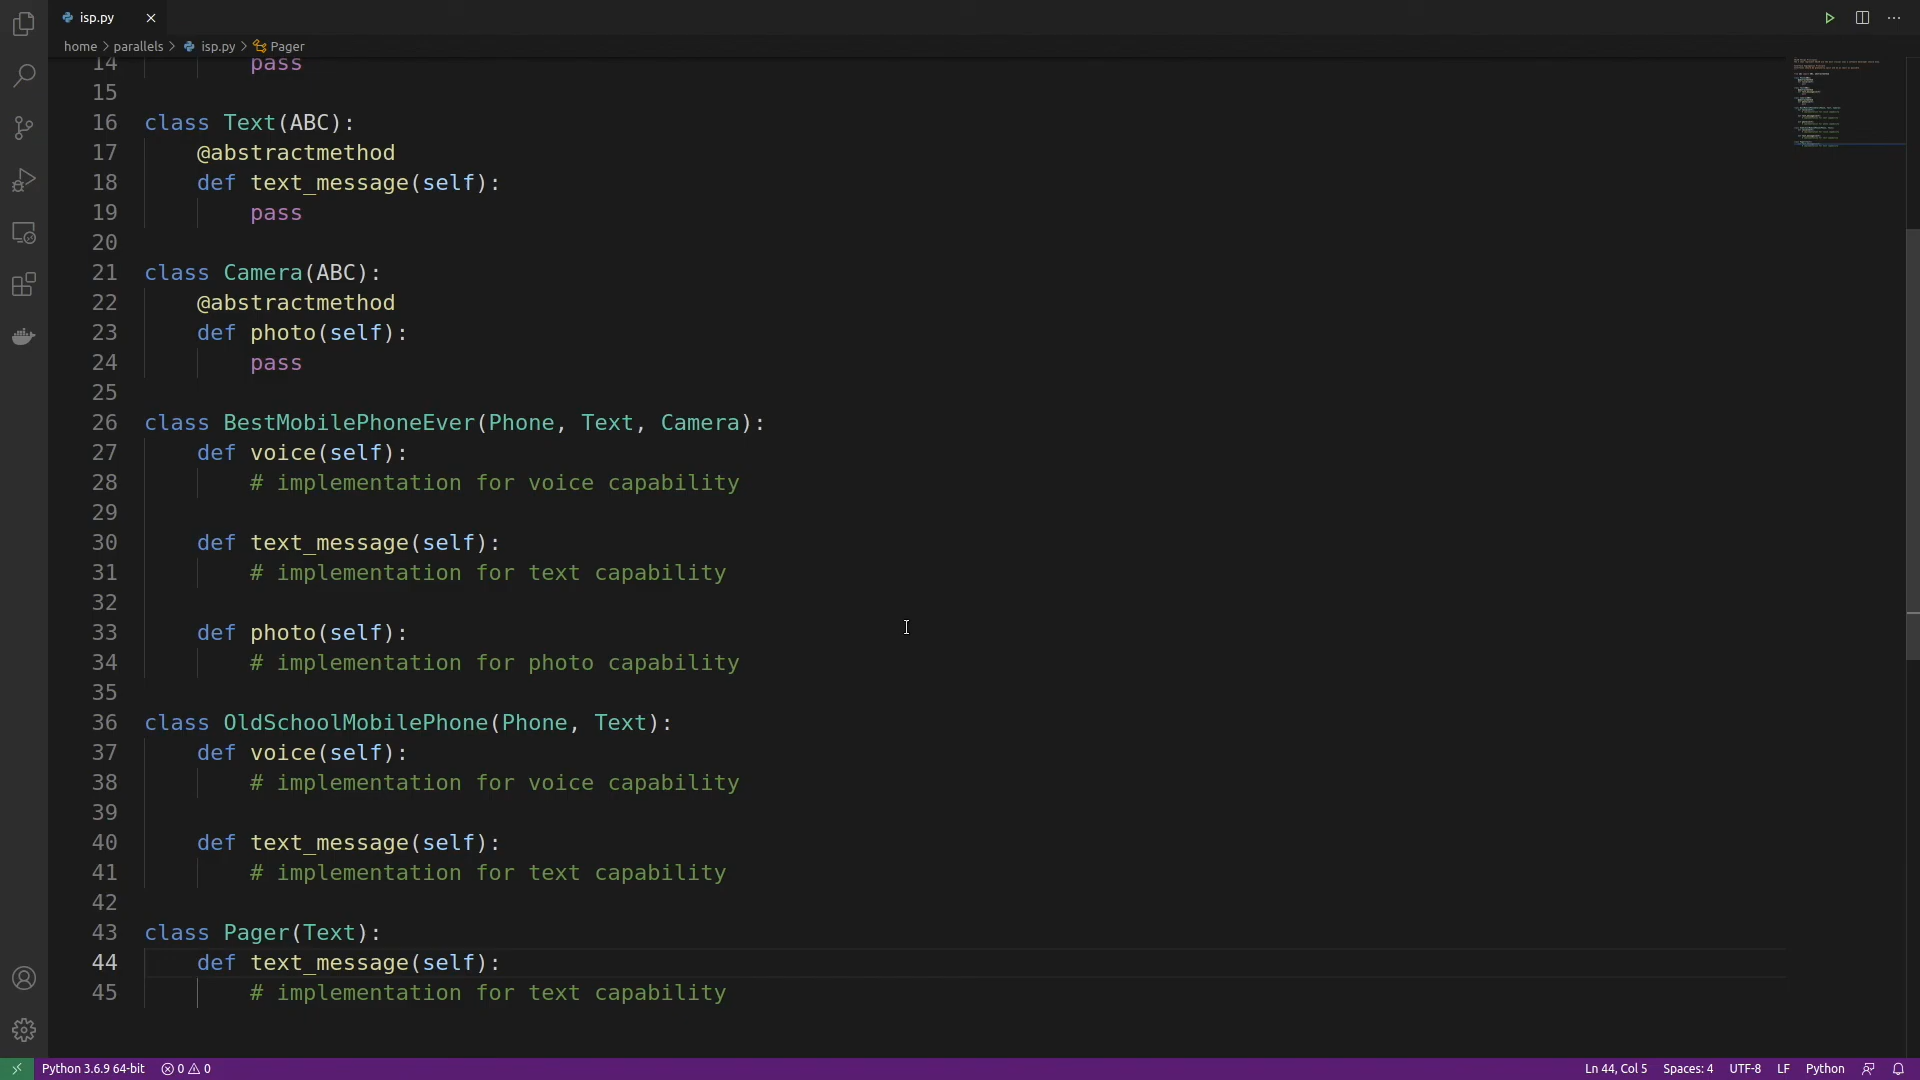 isp.py
home > parallels > isp.py > Pager
14 pass
15
16 class Text(ABC):
17 @abstractmethod
18 def text_message(self):
19 pass
20
21 class Camera(ABC):
22 @abstractmethod
23 def photo(self):
24 pass
25
26 class BestMobilePhoneEver(Phone, Text, Camera):
27 def voice(self):
28 # implementation for voice capability
29
30 def text_message(self):
31 # implementation for text capability
32
33 def photo(self):
34 # implementation for photo capability
35
36 class OldSchoolMobilePhone(Phone, Text):
37 def voice(self):
38 # implementation for voice capability
39
40 def text_message(self):
41 # implementation for text capability
42
43 class Pager(Text):
44 def text_message(self):
45 # implementation for text capability
Python 3.6.9 64-bit 0 0 Ln 44, Col 5 Spaces: 4 UTF-8 LF Python